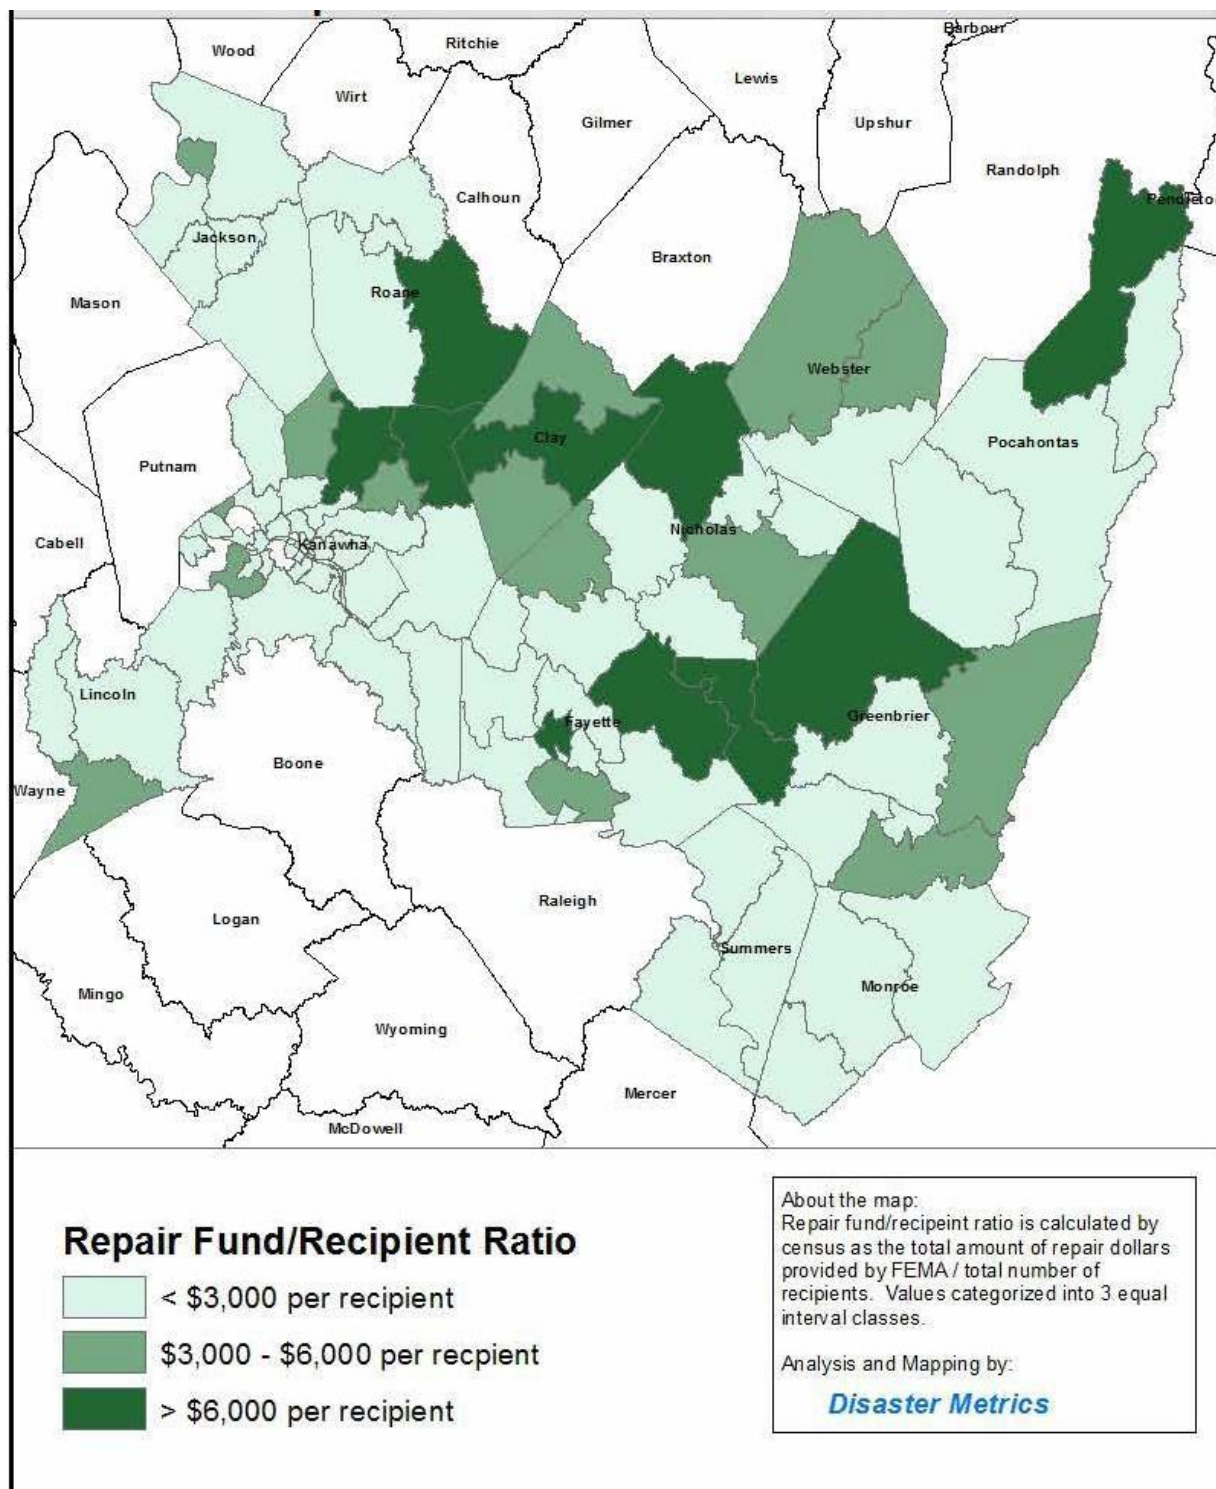 Barbour
Wood
Ritchie
Lewis
Wirt
Gilmer
Upshur
Randolph
Calhoun
Pendleton
Jackson
Braxton
Roane
Mason
Webster
Clay
Pocahontas
Putnam
Nicholas
Cabell
Kanawha
Lincoln
Fayette
Greenbrier
Boone
Wayne
Raleigh
Logan
Summers
Monroe
Mingo
Wyoming
Mercer
McDowell
Repair Fund/Recipient Ratio
< $3,000 per recipient
$3,000 - $6,000 per recpient
> $6,000 per recipient
About the map:
Repair fund/recipeint ratio is calculated by
census as the total amount of repair dollars
provided by FEMA / total number of
recipients. Values categorized into 3 equal
interval classes.
Analysis and Mapping by:
Disaster Metrics